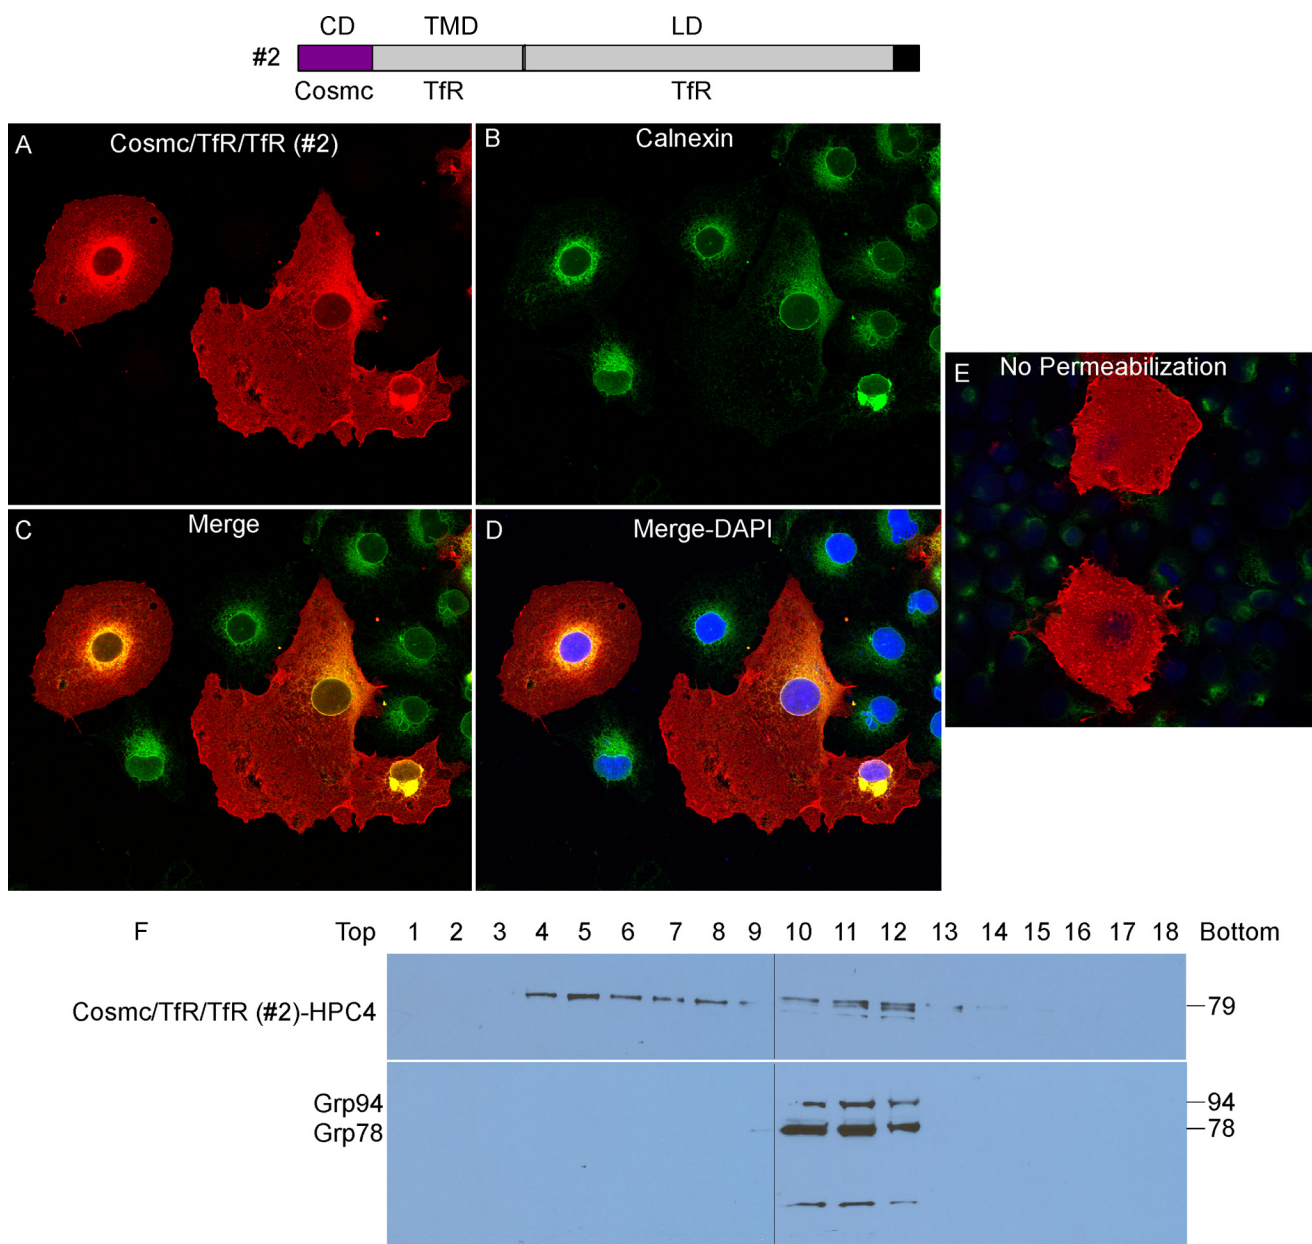 CD TMD LD
#2
Cosmc TfR TfR
A Cosmc/TfR/TfR (#2)
B Calnexin
C Merge
D Merge-DAPI
E No Permeabilization
F Top 1 2 3 4 5 6 7 8 9 10 11 12 13 14 15 16 17 18 Bottom
Cosmc/TfR/TfR (#2)-HPC4 79
Grp94 94
Grp78 78